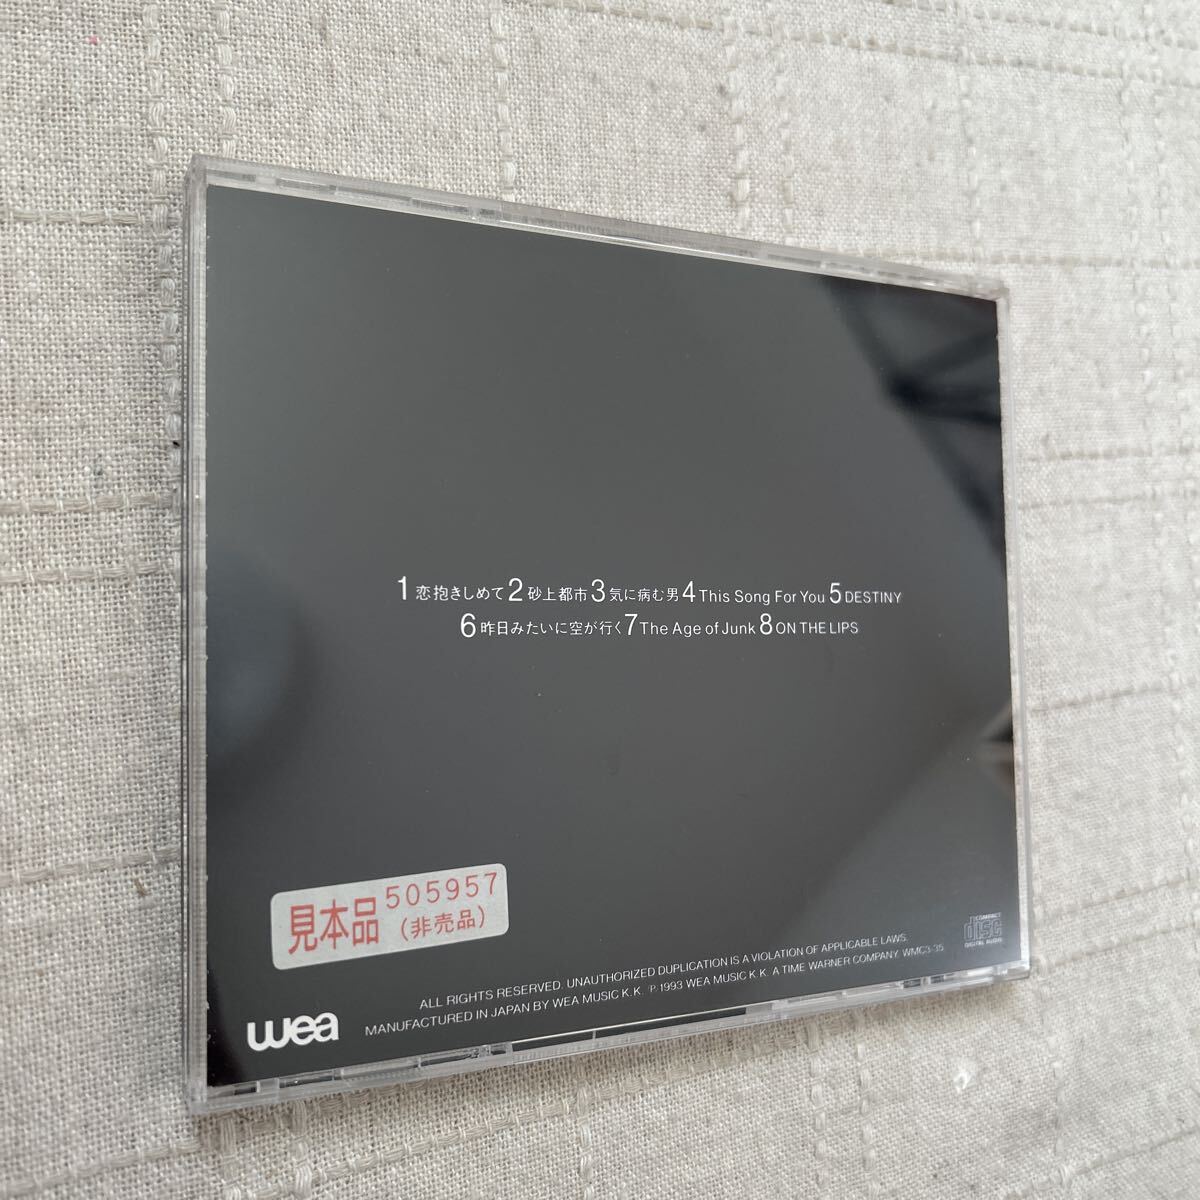 1 恋抱きしめて 2 砂上都市 3 気に病む男 4 This Song For You 5 DESTINY
6 昨日みたいに空が行く 7 The Age of Junk 8 ON THE LIPS
見本品 505957
(非売品)
COMPACT
disc
DIGITAL AUDIO
ALL RIGHTS RESERVED. UNAUTHORIZED DUPLICATION IS A VIOLATION OF APPLICABLE LAWS.
MANUFACTURED IN JAPAN BY WEA MUSIC K.K. ℗ 1993 WEA MUSIC K.K. A TIME WARNER COMPANY. WMC3-35
wea